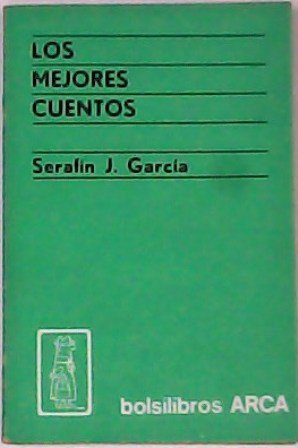 LOS
MEJORES
CUENTOS
Serafín J. García
bolsilibros ARCA